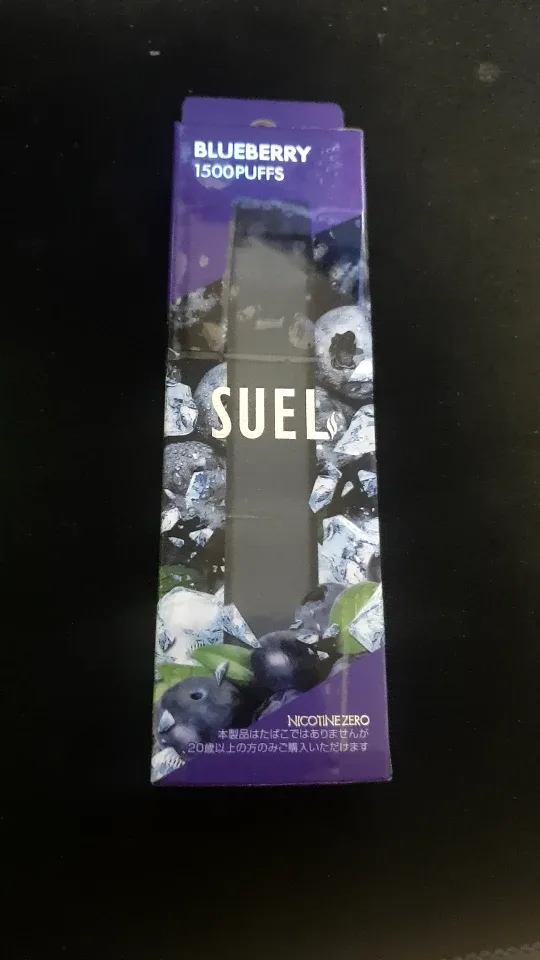 BLUEBERRY
1500PUFFS
SUEL
NICOTINE ZERO
本製品はたばこではありませんが
20歳以上の方のみご購入いただけます